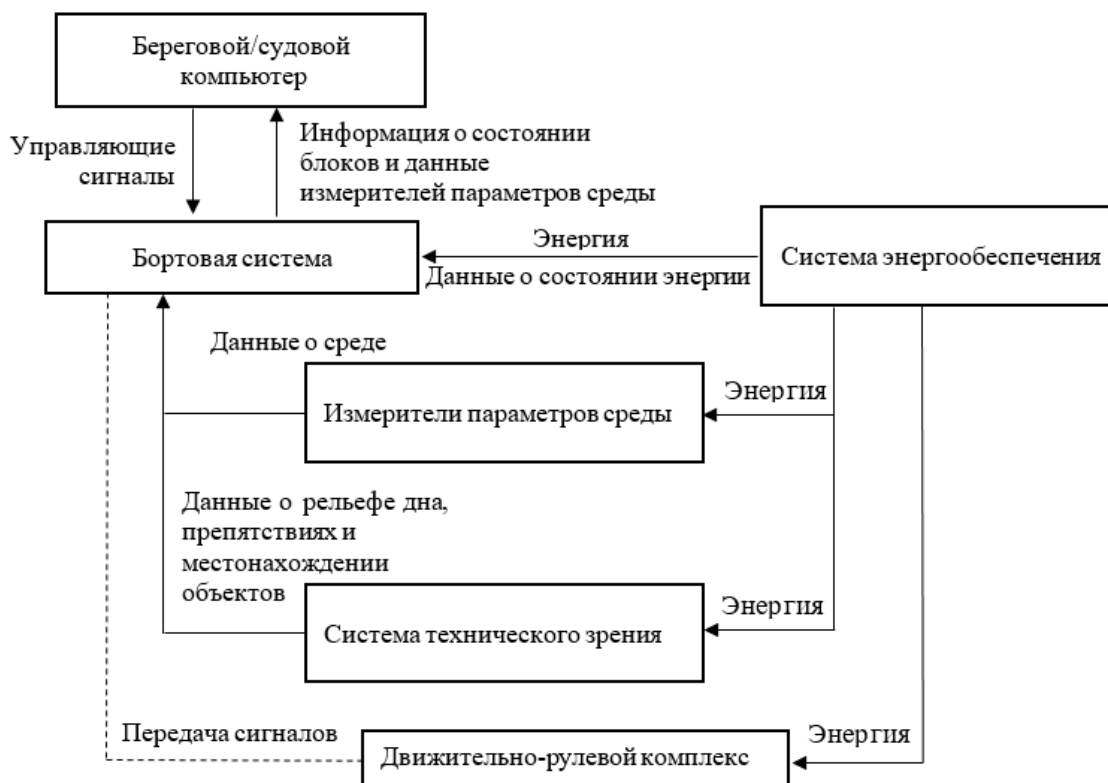 Береговой/судовой
компьютер
Управляющие
сигналы
Информация о состоянии
блоков и данные
измерителей параметров среды
Бортовая система
Энергия
Данные о состоянии энергии
Система энергообеспечения
Данные о среде
Измерители параметров среды
Энергия
Данные о рельефе дна,
препятствиях и
местонахождении
объектов
Система технического зрения
Энергия
Передача сигналов
Движительно-рулевой комплекс
Энергия